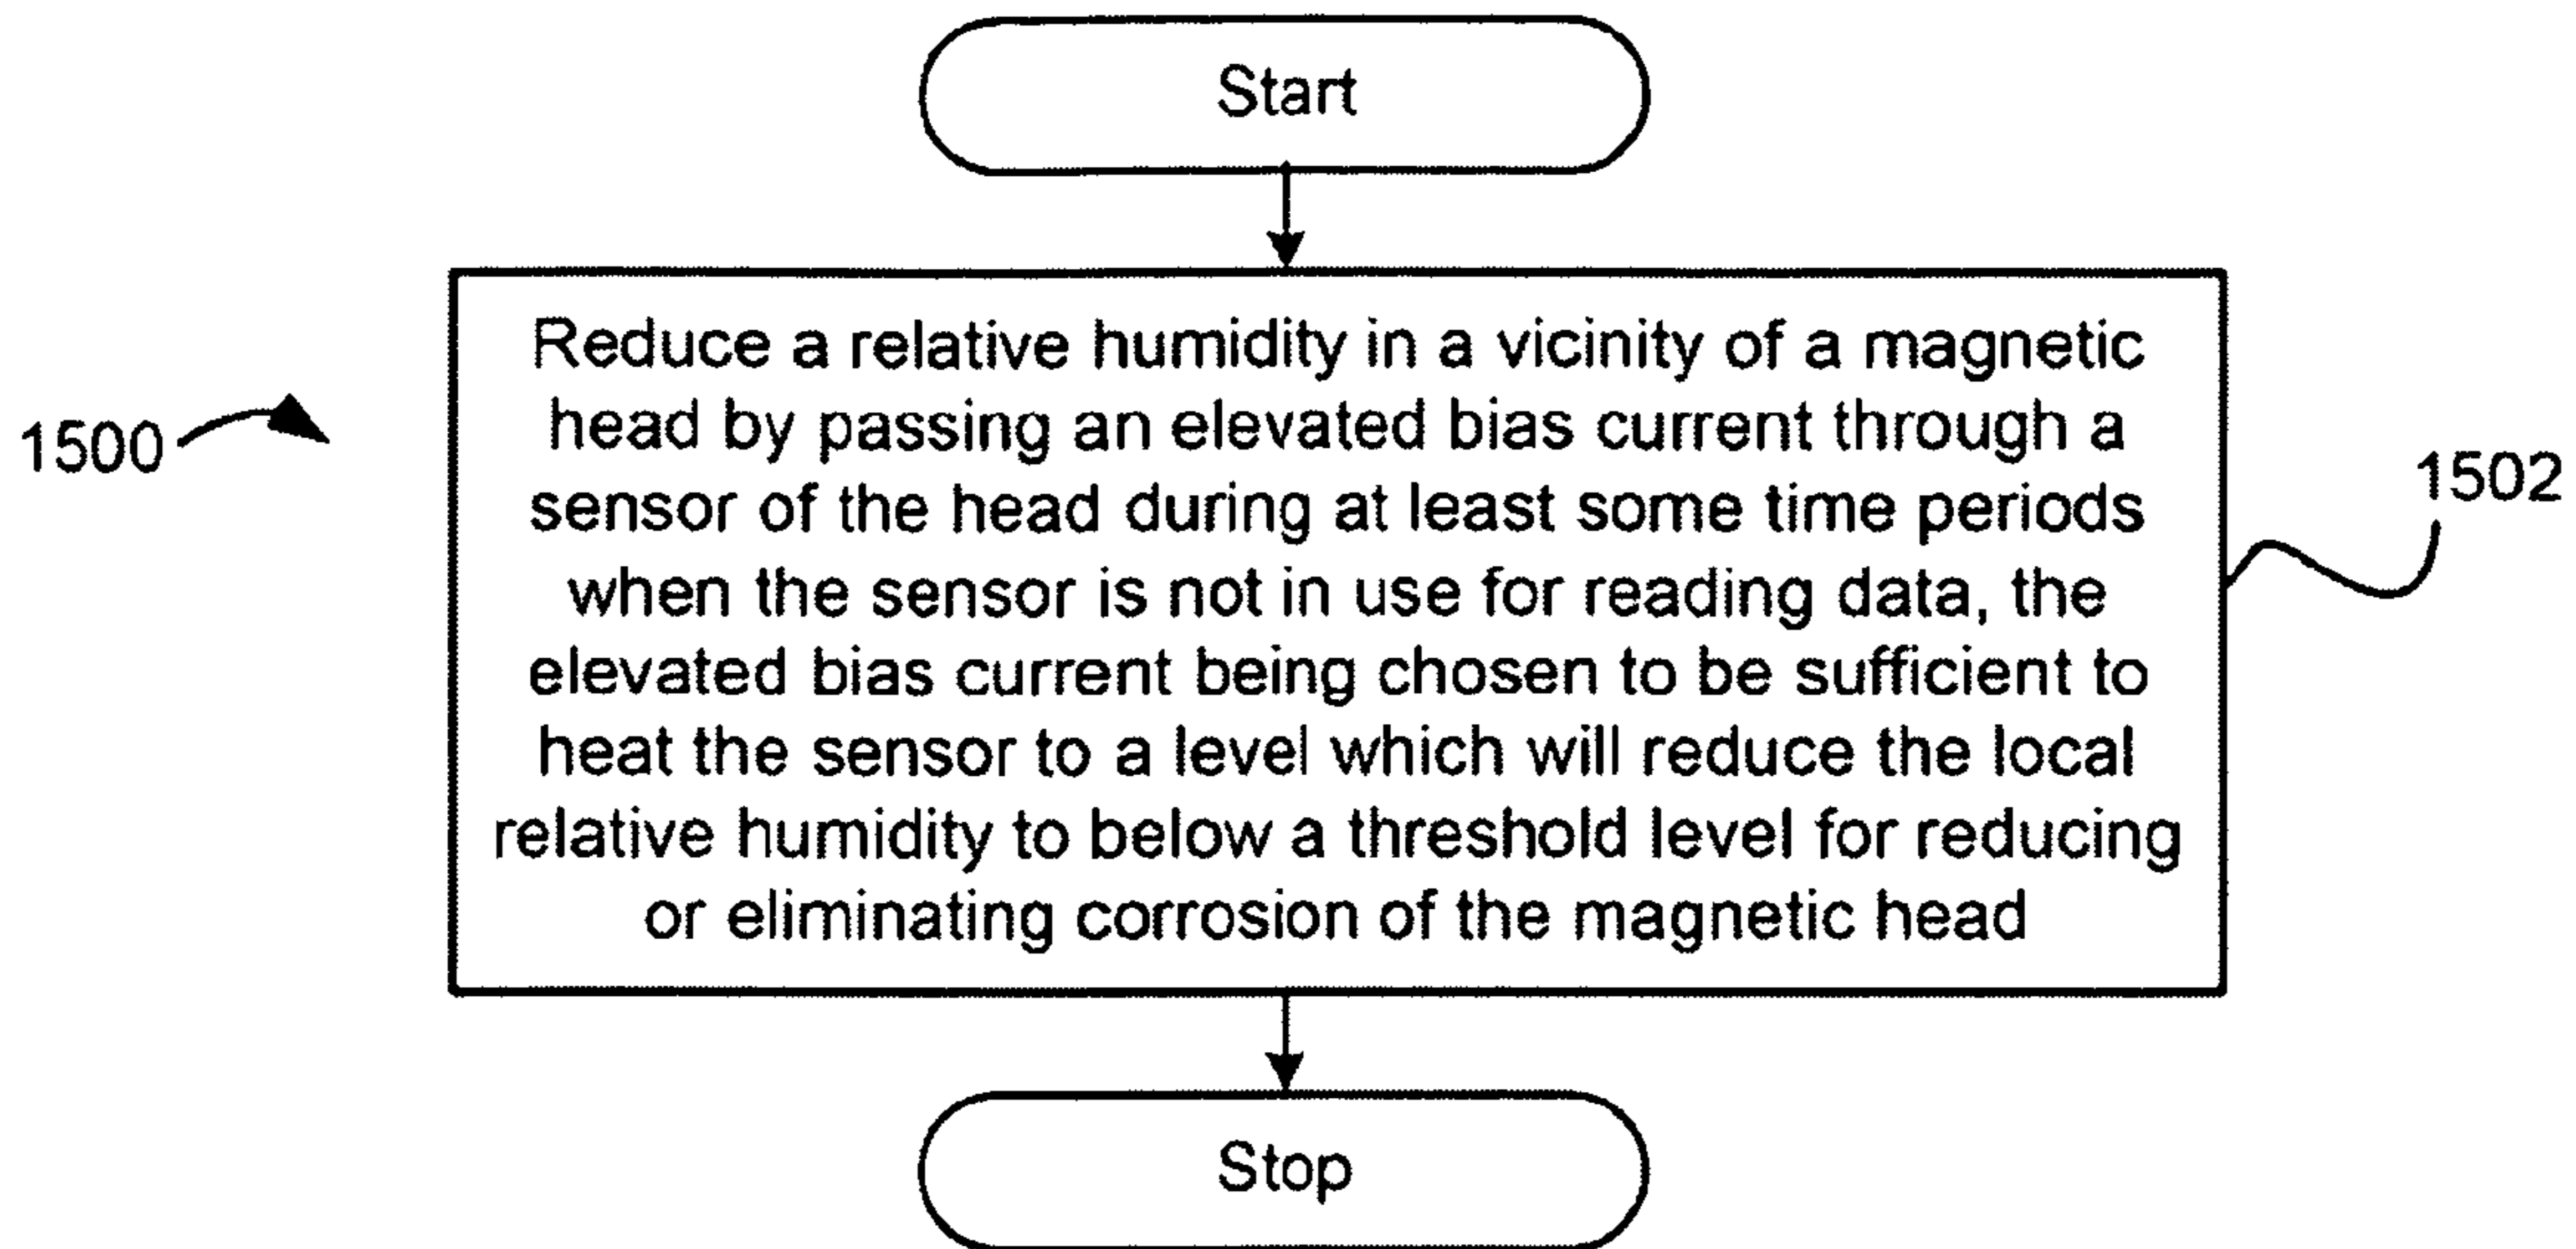 Start
1500
Reduce a relative humidity in a vicinity of a magnetic
head by passing an elevated bias current through a
sensor of the head during at least some time periods
when the sensor is not in use for reading data, the
elevated bias current being chosen to be sufficient to
heat the sensor to a level which will reduce the local
relative humidity to below a threshold level for reducing
or eliminating corrosion of the magnetic head
1502
Stop